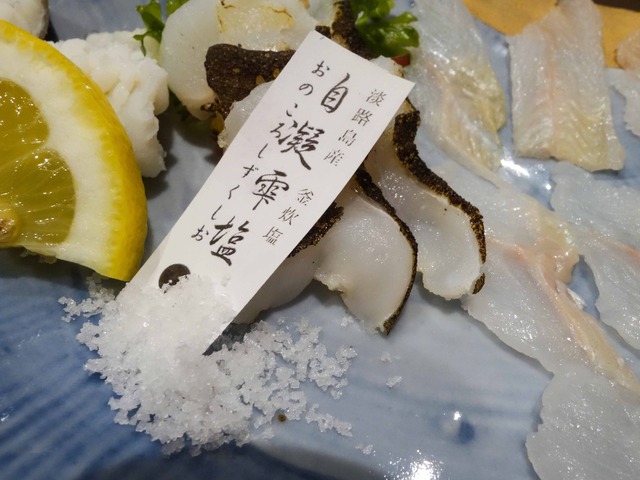 淡路島産 釜炊塩
自凝雫塩
おのころしずくしお